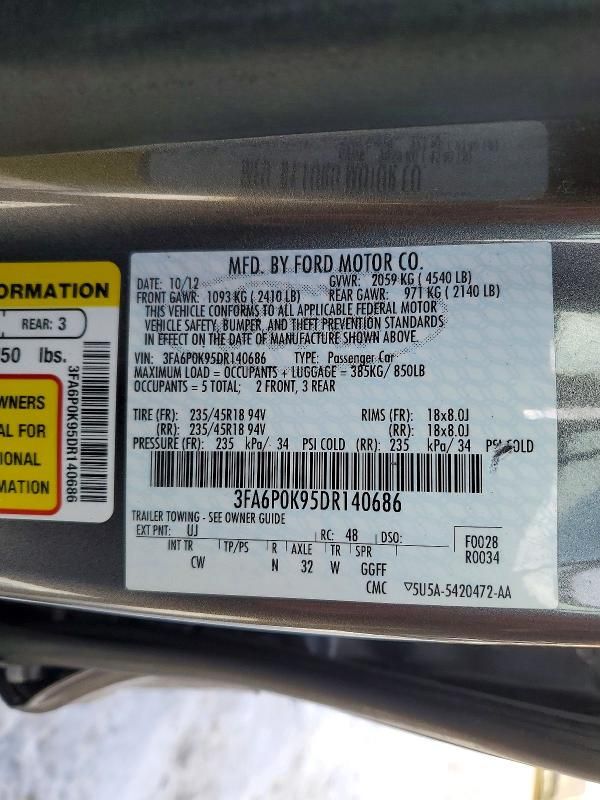 ORMATION
REAR: 3
50 lbs.
WNERS
AL FOR
IONAL
MATION
3FA6P0K95DR140686
MFD. BY FORD MOTOR CO.
DATE: 10/12 GVWR: 2059 KG ( 4540 LB)
FRONT GAWR: 1093 KG ( 2410 LB) REAR GAWR: 971 KG ( 2140 LB)
THIS VEHICLE CONFORMS TO ALL APPLICABLE FEDERAL MOTOR
VEHICLE SAFETY, BUMPER, AND THEFT PREVENTION STANDARDS
IN EFFECT ON THE DATE OF MANUFACTURE SHOWN ABOVE.
VIN: 3FA6P0K95DR140686 TYPE: Passenger Car
MAXIMUM LOAD = OCCUPANTS + LUGGAGE = 385KG/ 850LB
OCCUPANTS = 5 TOTAL; 2 FRONT, 3 REAR
TIRE (FR): 235/45R18 94V RIMS (FR): 18x8.0J
(RR): 235/45R18 94V (RR): 18x8.0J
PRESSURE (FR): 235 kPa/ 34 PSI COLD (RR): 235 kPa/ 34 PSI COLD
3FA6P0K95DR140686
TRAILER TOWING - SEE OWNER GUIDE
EXT PNT: UJ RC: 48 DSO: F0028
INT TR TP/PS R AXLE TR SPR R0034
CW N 32 W GGFF
CMC ▽5U5A-5420472-AA